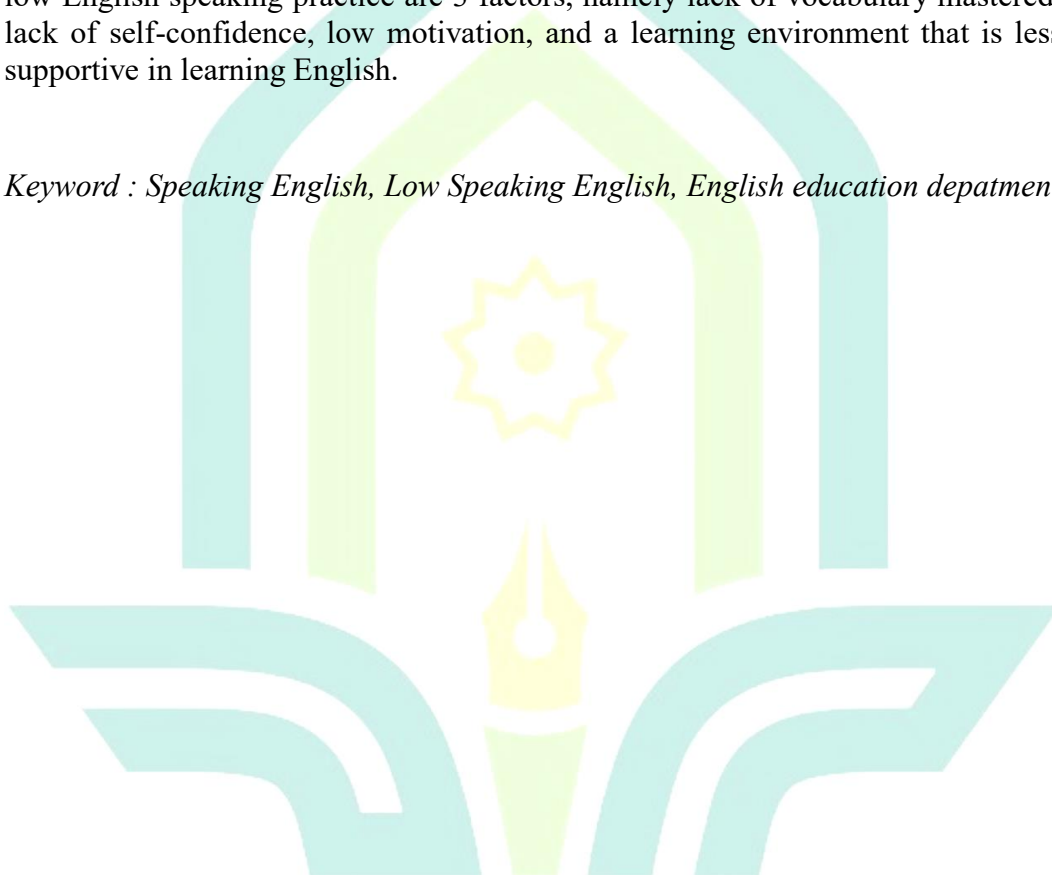 low English speaking practice are factors, namely lack of vocabulary mastered
lack of self-confidence, low motivation, and a learning environment that is less
supportive in learning English.
Keyword : Speaking English, Low Speaking English, English education depatmen